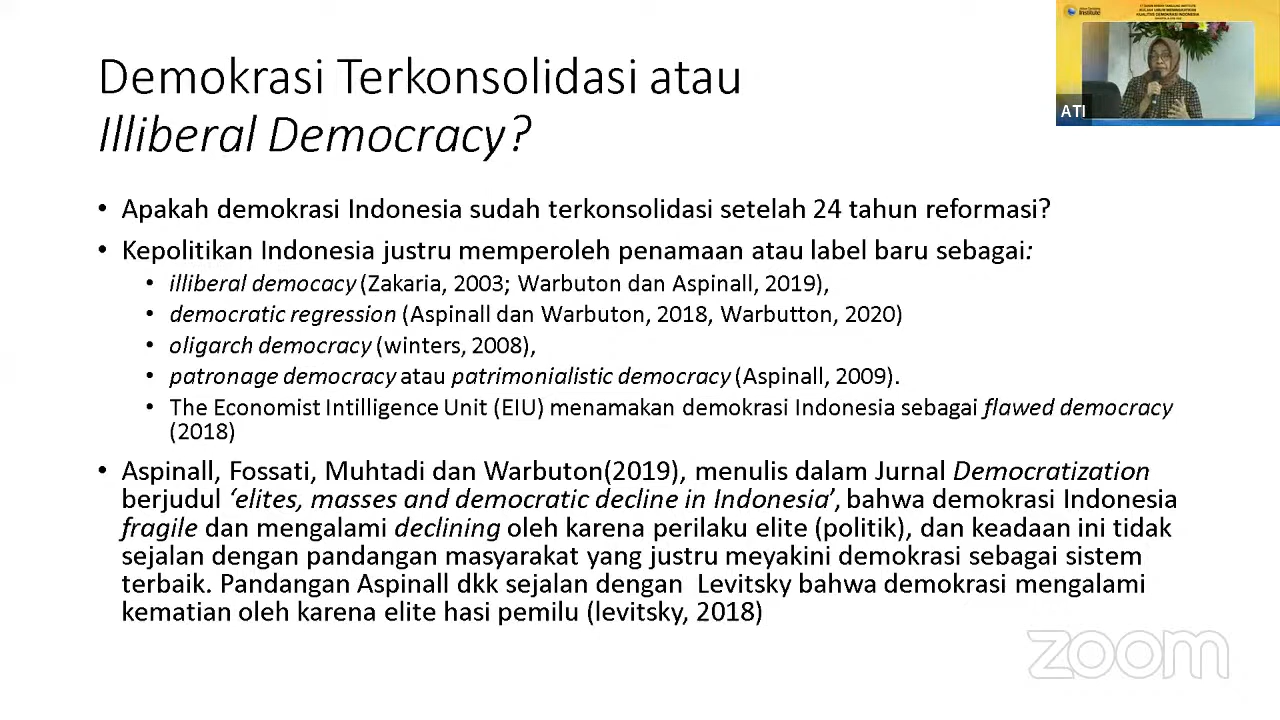 Demokrasi Terkonsolidasi atau
Illiberal Democracy?
• Apakah demokrasi Indonesia sudah terkonsolidasi setelah 24 tahun reformasi?
• Kepolitikan Indonesia justru memperoleh penamaan atau label baru sebagai:
• illiberal democacy (Zakaria, 2003; Warbuton dan Aspinall, 2019),
• democratic regression (Aspinall dan Warbuton, 2018, Warbutton, 2020)
• oligarch democracy (winters, 2008),
• patronage democracy atau patrimonialistic democracy (Aspinall, 2009).
• The Economist Intilligence Unit (EIU) menamakan demokrasi Indonesia sebagai flawed democracy
(2018)
• Aspinall, Fossati, Muhtadi dan Warbuton(2019), menulis dalam Jurnal Democratization
berjudul ‘elites, masses and democratic decline in Indonesia’, bahwa demokrasi Indonesia
fragile dan mengalami declining oleh karena perilaku elite (politik), dan keadaan ini tidak
sejalan dengan pandangan masyarakat yang justru meyakini demokrasi sebagai sistem
terbaik. Pandangan Aspinall dkk sejalan dengan  Levitsky bahwa demokrasi mengalami
kematian oleh karena elite hasi pemilu (levitsky, 2018)
Institute
KUALITAS DEMOKRASI INDONESIA
ATI
zoom